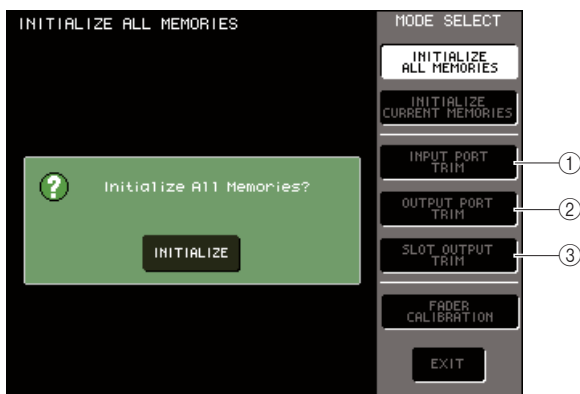 INITIALIZE ALL MEMORIES
MODE SELECT
INITIALIZE
ALL MEMORIES
INITIALIZE
CURRENT MEMORIES
INPUT PORT
TRIM
①
OUTPUT PORT
TRIM
②
SLOT OUTPUT
TRIM
③
? Initialize All Memories?
INITIALIZE
FADER
CALIBRATION
EXIT